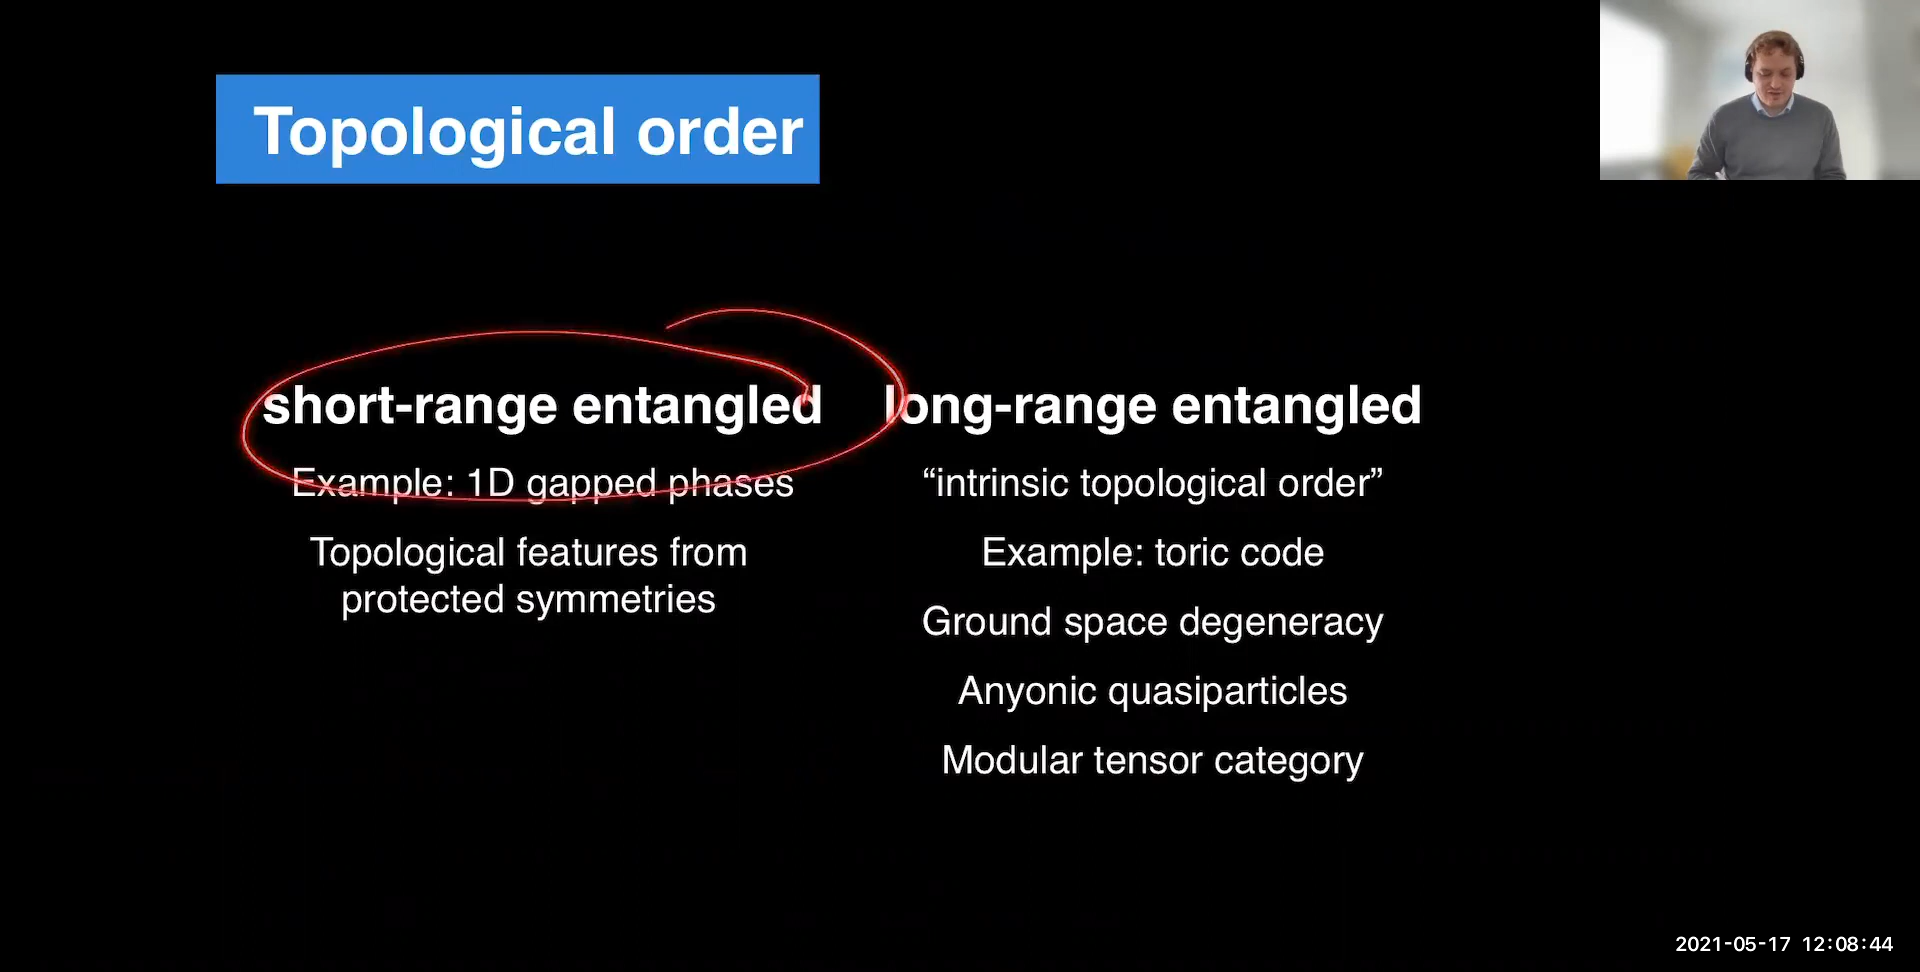 Topological order
short-range entangled
Example: 1D gapped phases
Topological features from
protected symmetries
long-range entangled
“intrinsic topological order”
Example: toric code
Ground space degeneracy
Anyonic quasiparticles
Modular tensor category
2021-05-17 12:08:44